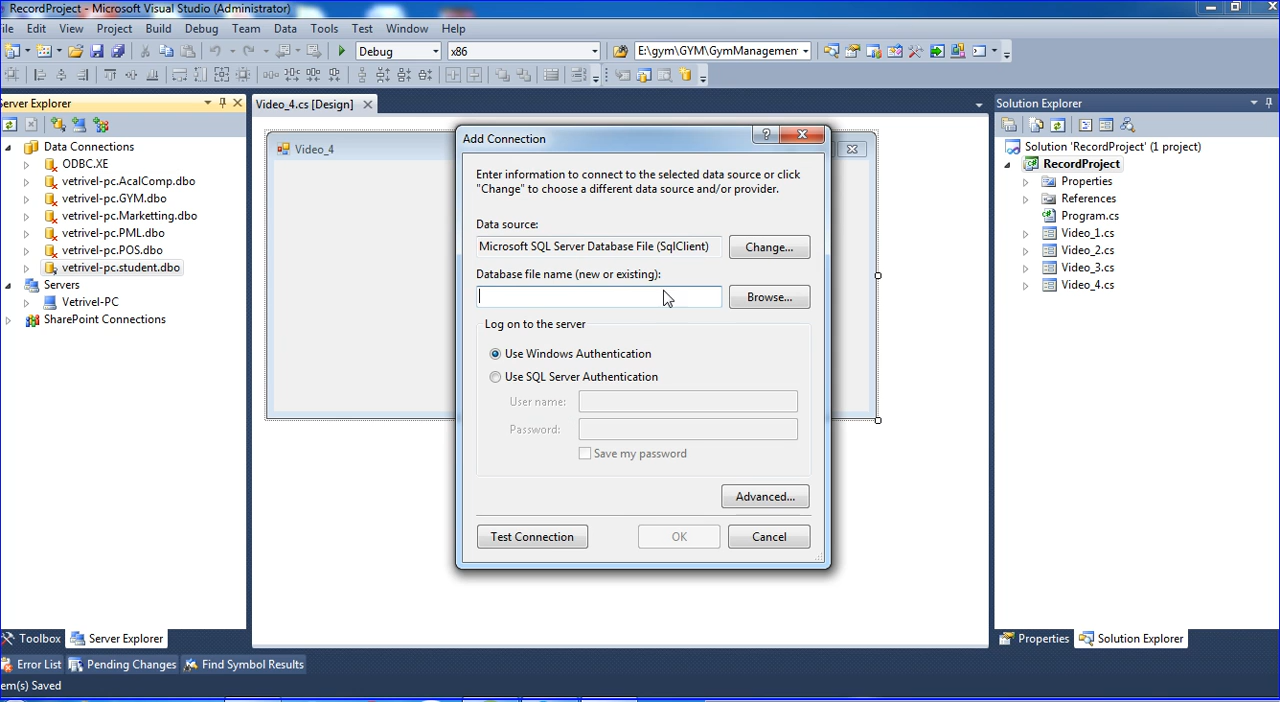 RecordProject - Microsoft Visual Studio (Administrator)
ile Edit View Project Build Debug Team Data Tools Test Window Help
Debug x86 E:\gym\GYM\GymManagement
Server Explorer
Data Connections
ODBC.XE
vetrivel-pc.AcalComp.dbo
vetrivel-pc.GYM.dbo
vetrivel-pc.Marketting.dbo
vetrivel-pc.PML.dbo
vetrivel-pc.POS.dbo
vetrivel-pc.student.dbo
Servers
Vetrivel-PC
SharePoint Connections
Toolbox Server Explorer
Video_4.cs [Design]
Video_4
Add Connection
Enter information to connect to the selected data source or click
"Change" to choose a different data source and/or provider.
Data source:
Microsoft SQL Server Database File (SqlClient) Change...
Database file name (new or existing):
Browse...
Log on to the server
Use Windows Authentication
Use SQL Server Authentication
User name:
Password:
Save my password
Advanced...
Test Connection OK Cancel
Solution Explorer
Solution 'RecordProject' (1 project)
RecordProject
Properties
References
Program.cs
Video_1.cs
Video_2.cs
Video_3.cs
Video_4.cs
Properties Solution Explorer
Error List Pending Changes Find Symbol Results
em(s) Saved